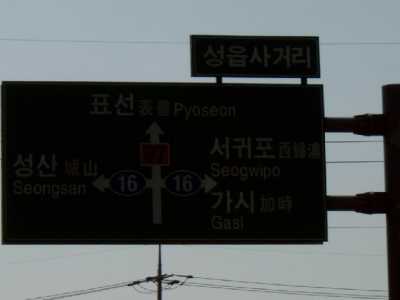 성읍사거리
표선 表善 Pyoseon
성산 城山
Seongsan
16 16
서귀포 西歸浦
Seogwipo
가시 加時
Gasi